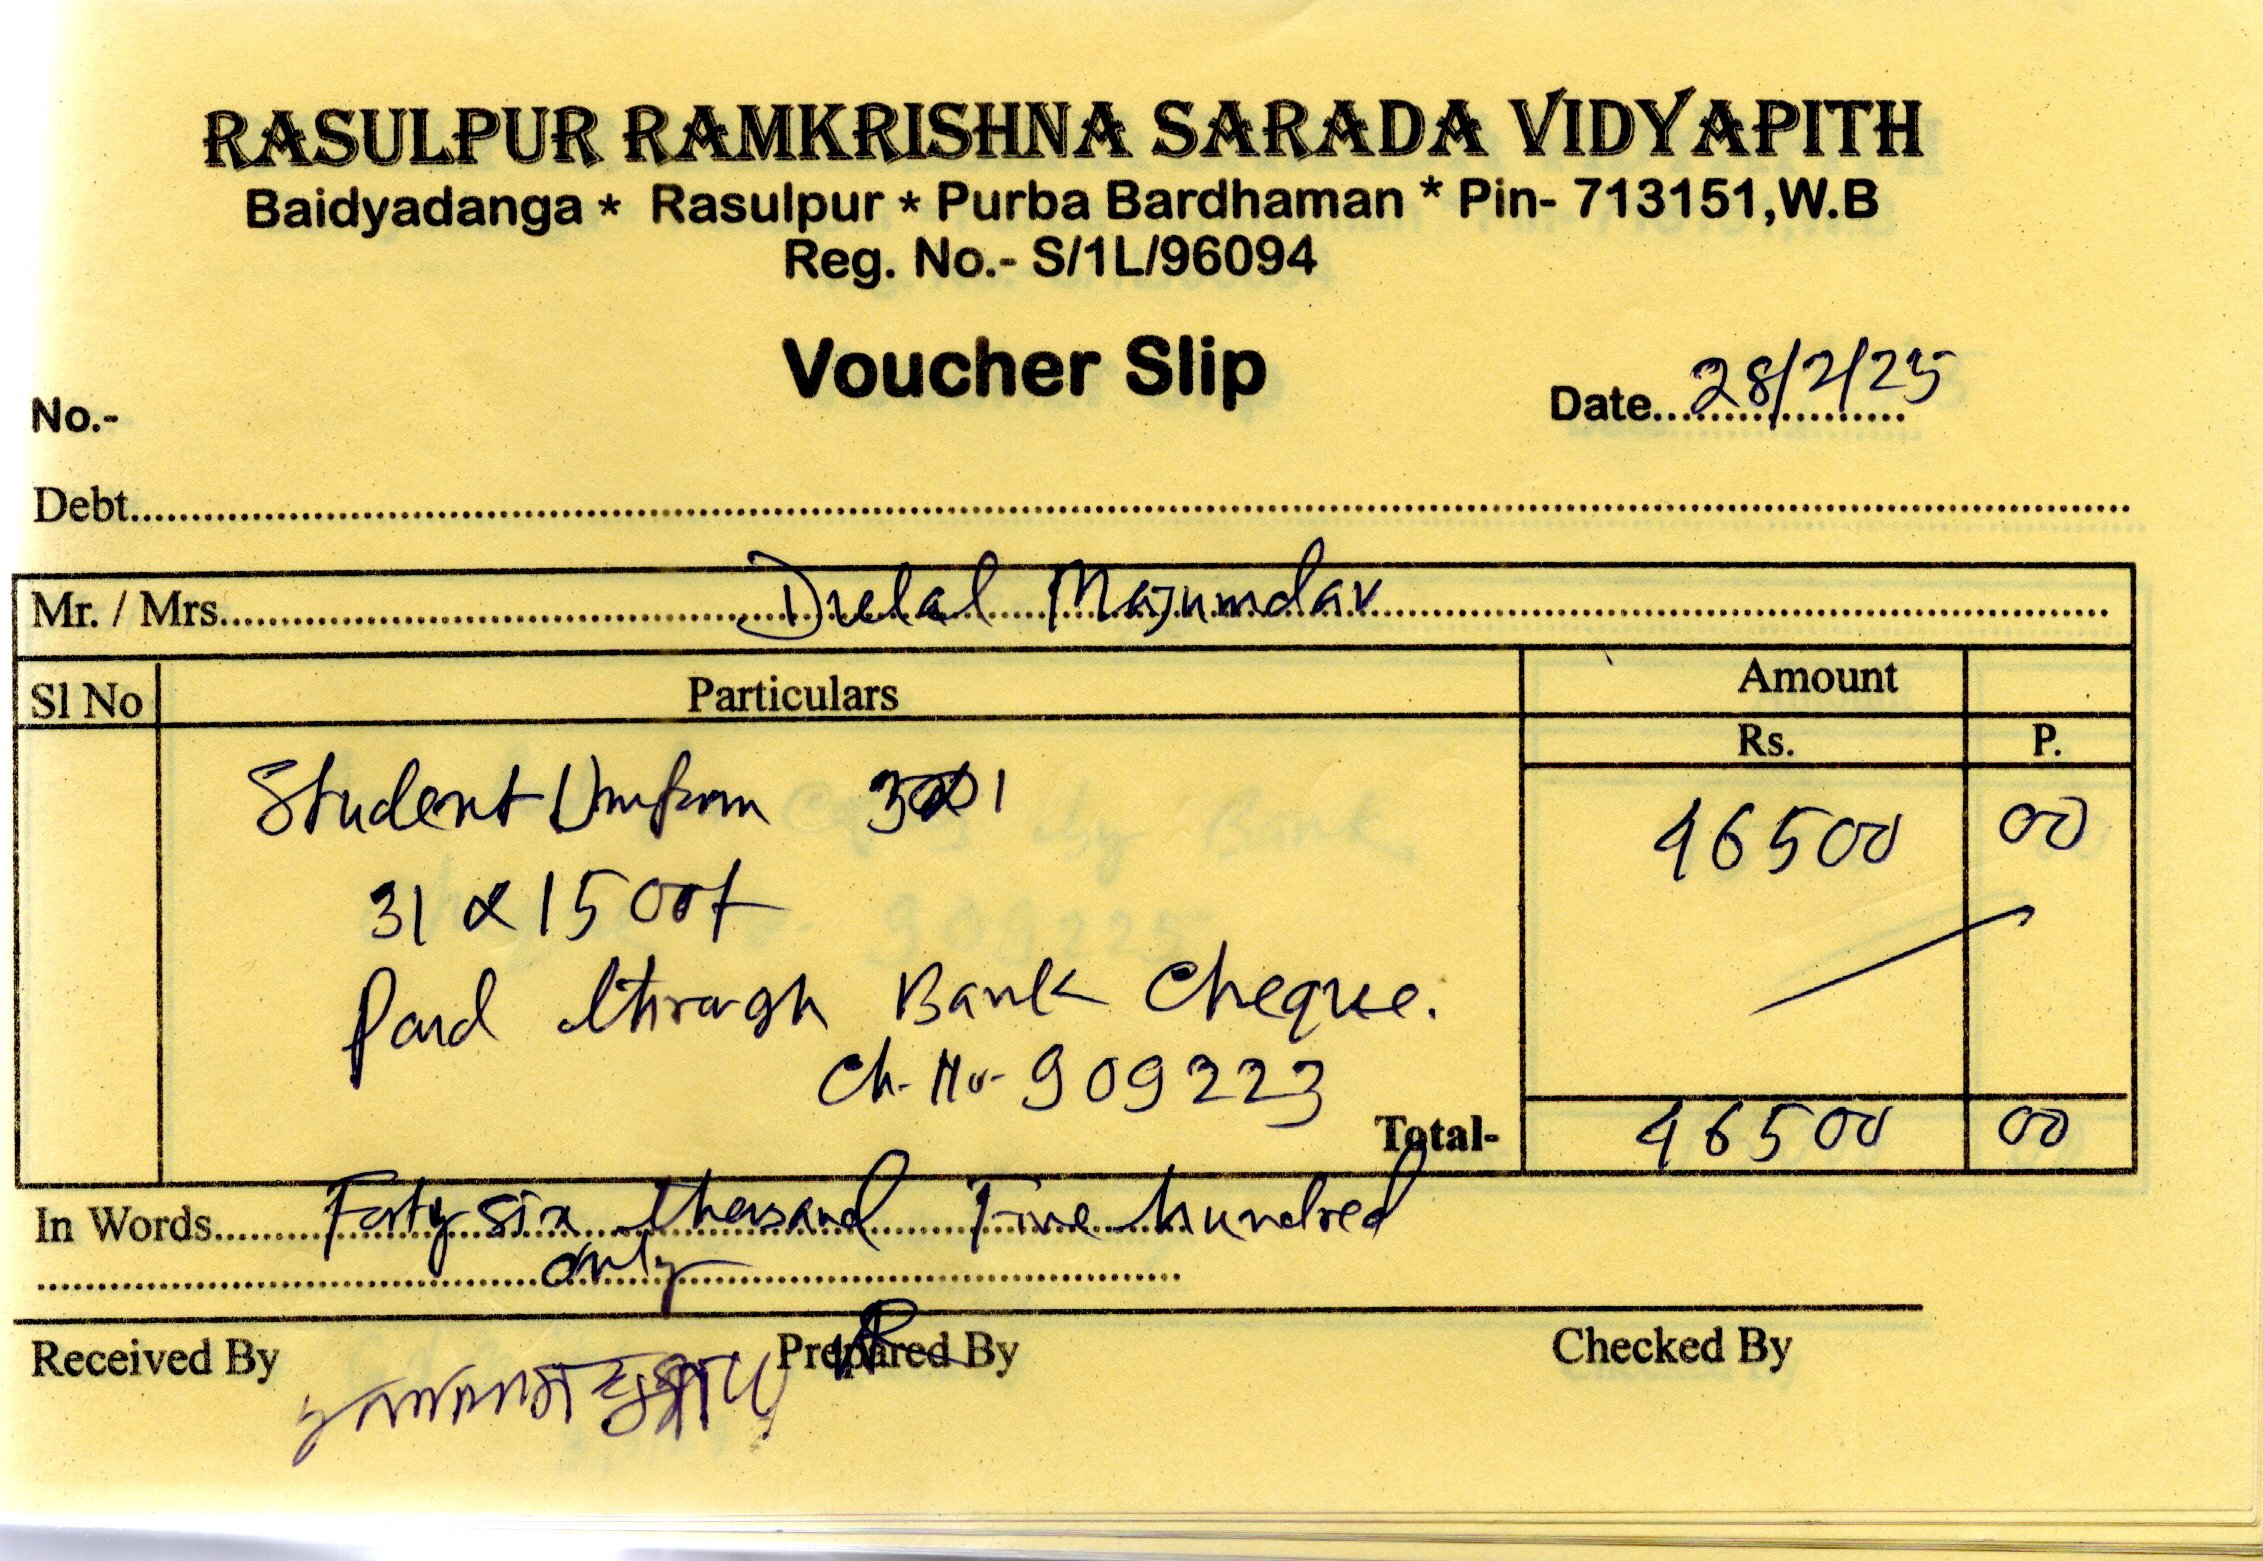 RASULPUR RAMKRISHNA SARADA VIDYAPITH
Baidyadanga * Rasulpur * Purba Bardhaman * Pin- 713151,W.B
Reg. No.- S/1L/96094
Voucher Slip
No.- Date 28/2/25
Debt
Mr. / Mrs. Dulal Majumdar
Sl No Particulars Amount
Rs. P.
Student Uniform 46500 00
31 x 1500/-
Paid through Bank Cheque.
Ch-No- 909223
Total- 46500 00
In Words Forty six thousand Five hundred
only
Received By Prepared By Checked By